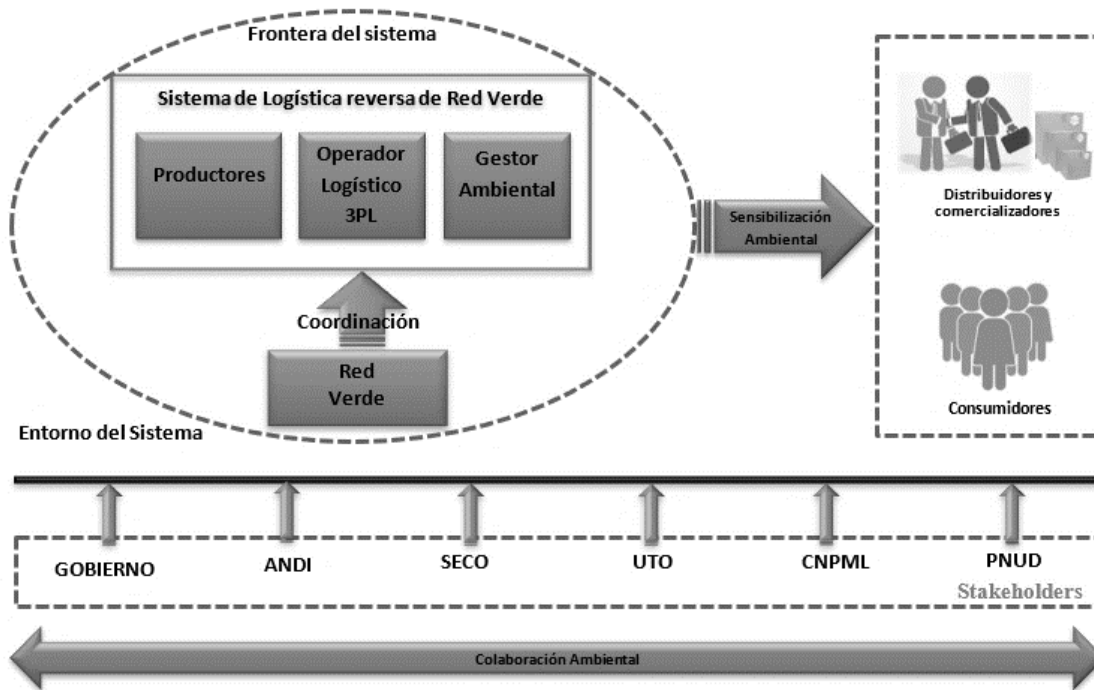 Frontera del sistema
Sistema de Logística reversa de Red Verde
Productores
Operador
Logístico
3PL
Gestor
Ambiental
Coordinación
Red
Verde
Entorno del Sistema
Sensibilización
Ambiental
Distribuidores y
comercializadores
Consumidores
GOBIERNO
ANDI
SECO
UTO
CNPML
PNUD
Stakeholders
Colaboración Ambiental